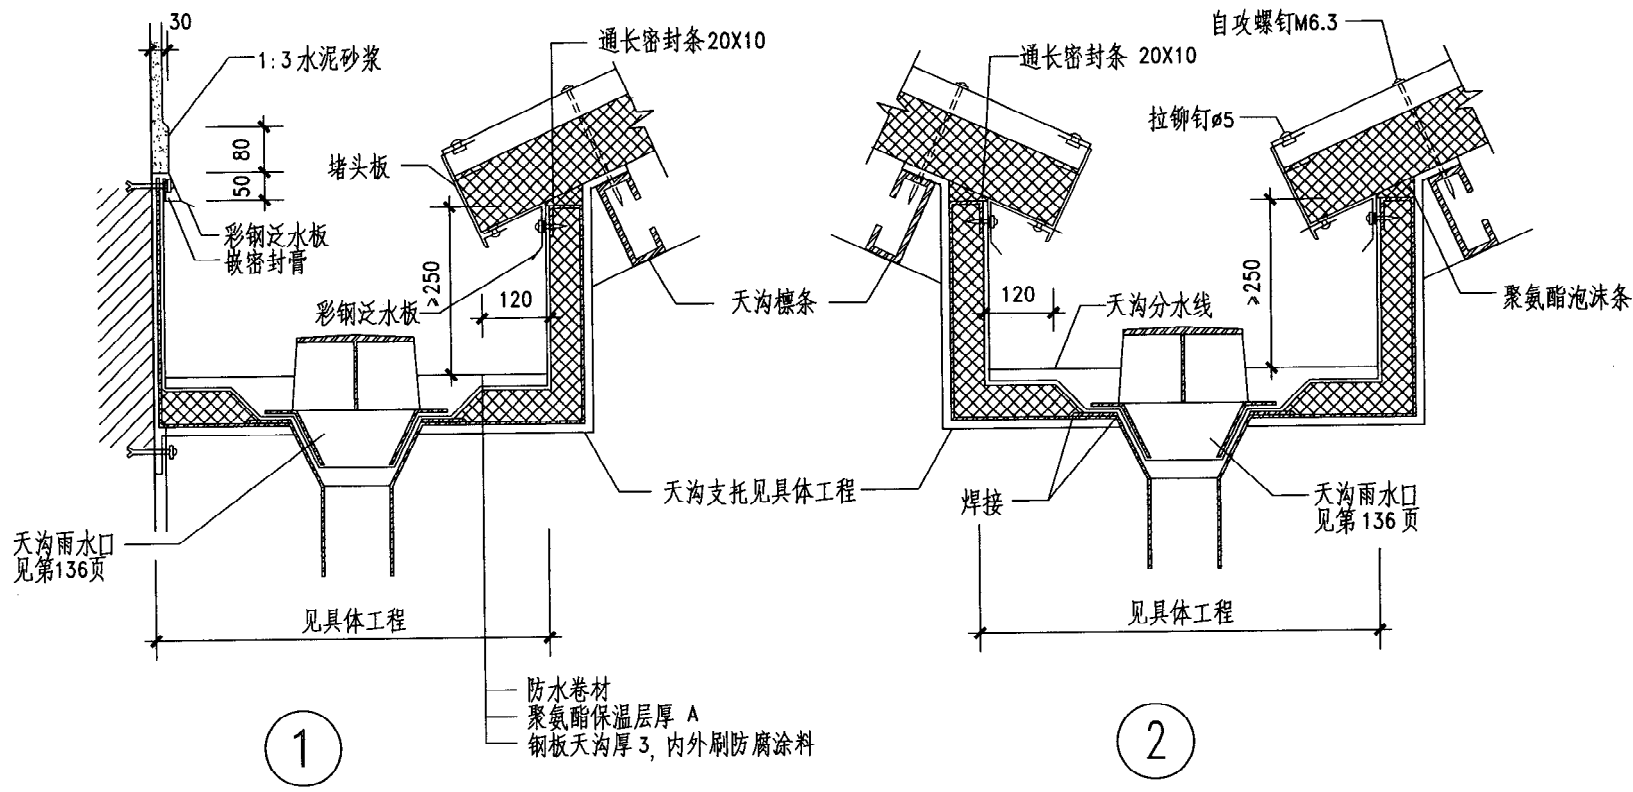 30
1:3水泥砂浆
80
50
彩钢泛水板
嵌密封膏
堵头板
通长密封条20X10
≥250
120
彩钢泛水板
天沟檩条
天沟支托见具体工程
天沟雨水口
见第136页
见具体工程
防水卷材
聚氨酯保温层厚 A
钢板天沟厚3,内外刷防腐涂料
1
通长密封条 20X10
自攻螺钉M6.3
拉铆钉ø5
≥250
120
天沟分水线
聚氨酯泡沫条
焊接
天沟雨水口
见第136页
见具体工程
2